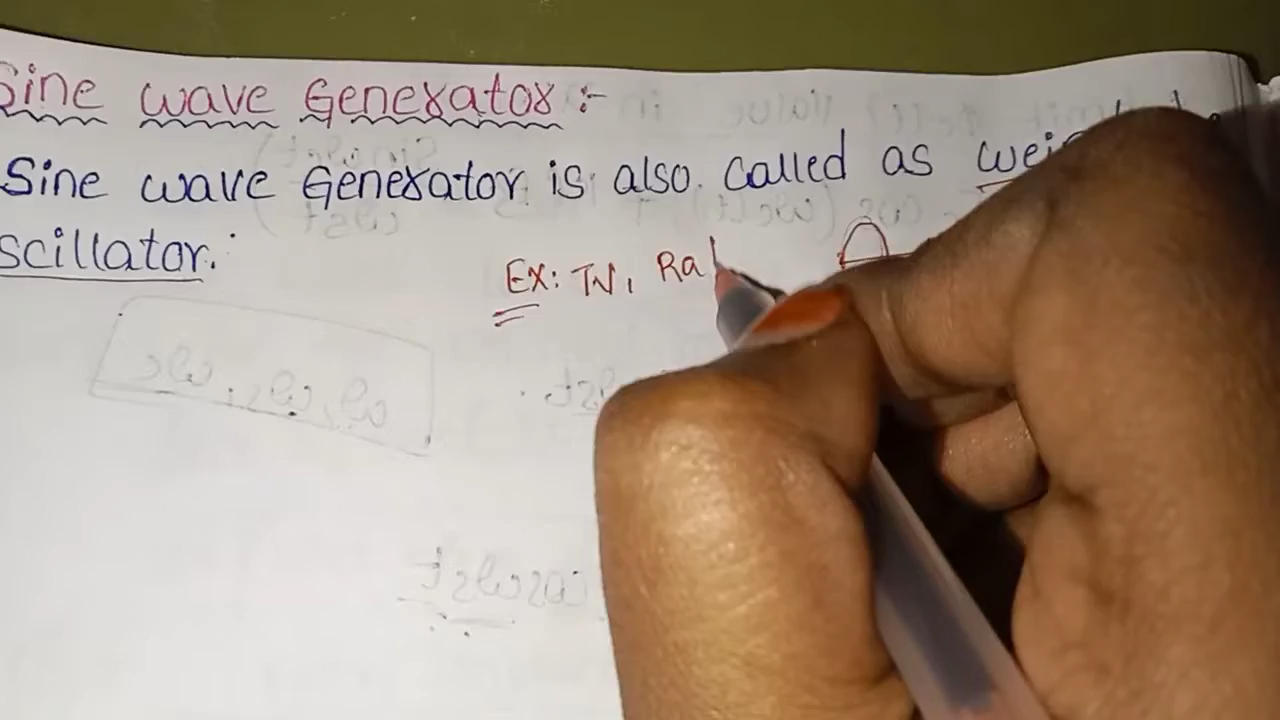 Sine wave Generator :-
Sine wave Generator is also called as
scillator.
Ex: TV, Ra